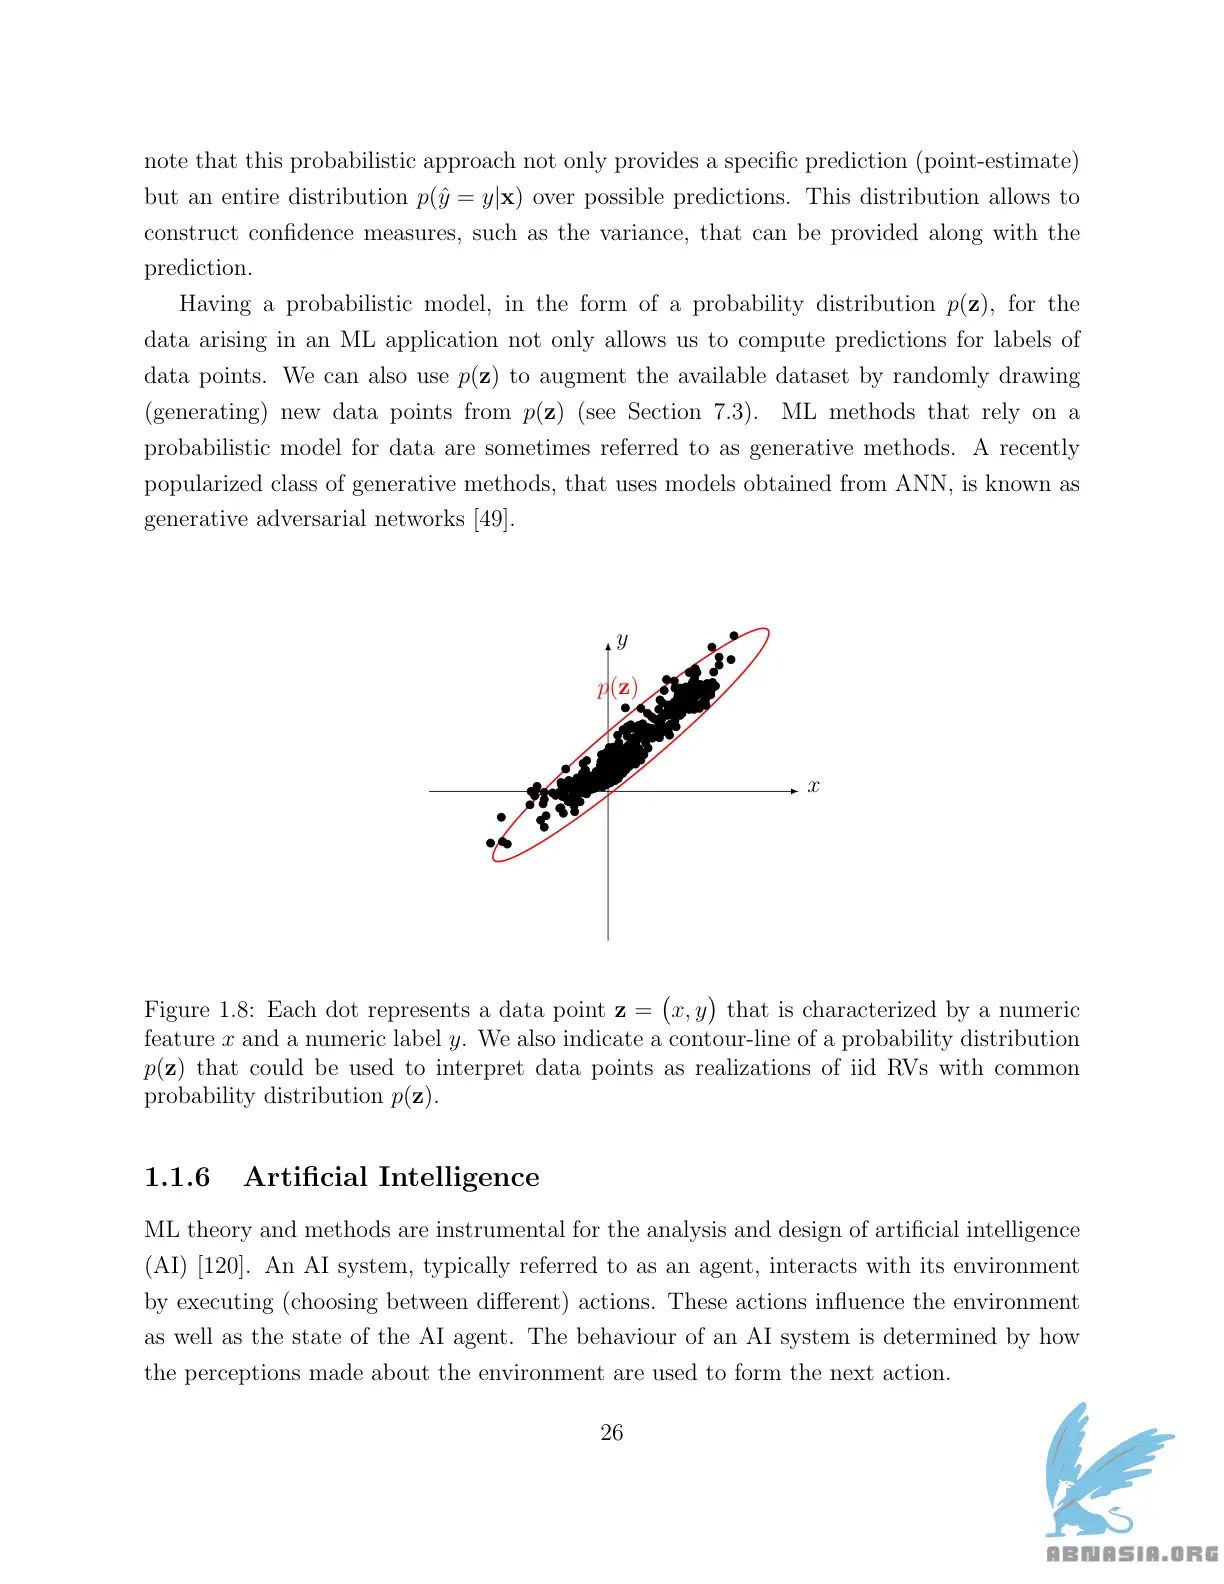 note that this probabilistic approach not only provides a specific prediction (point-estimate)
but an entire distribution p(ŷ = y|x) over possible predictions. This distribution allows to
construct confidence measures, such as the variance, that can be provided along with the
prediction.
Having a probabilistic model, in the form of a probability distribution p(z), for the
data arising in an ML application not only allows us to compute predictions for labels of
data points. We can also use p(z) to augment the available dataset by randomly drawing
(generating) new data points from p(z) (see Section 7.3). ML methods that rely on a
probabilistic model for data are sometimes referred to as generative methods. A recently
popularized class of generative methods, that uses models obtained from ANN, is known as
generative adversarial networks [49].
y
p(z)
x
Figure 1.8: Each dot represents a data point z = (x, y) that is characterized by a numeric
feature x and a numeric label y. We also indicate a contour-line of a probability distribution
p(z) that could be used to interpret data points as realizations of iid RVs with common
probability distribution p(z).
1.1.6 Artificial Intelligence
ML theory and methods are instrumental for the analysis and design of artificial intelligence
(AI) [120]. An AI system, typically referred to as an agent, interacts with its environment
by executing (choosing between different) actions. These actions influence the environment
as well as the state of the AI agent. The behaviour of an AI system is determined by how
the perceptions made about the environment are used to form the next action.
26
ABNASIA.ORG